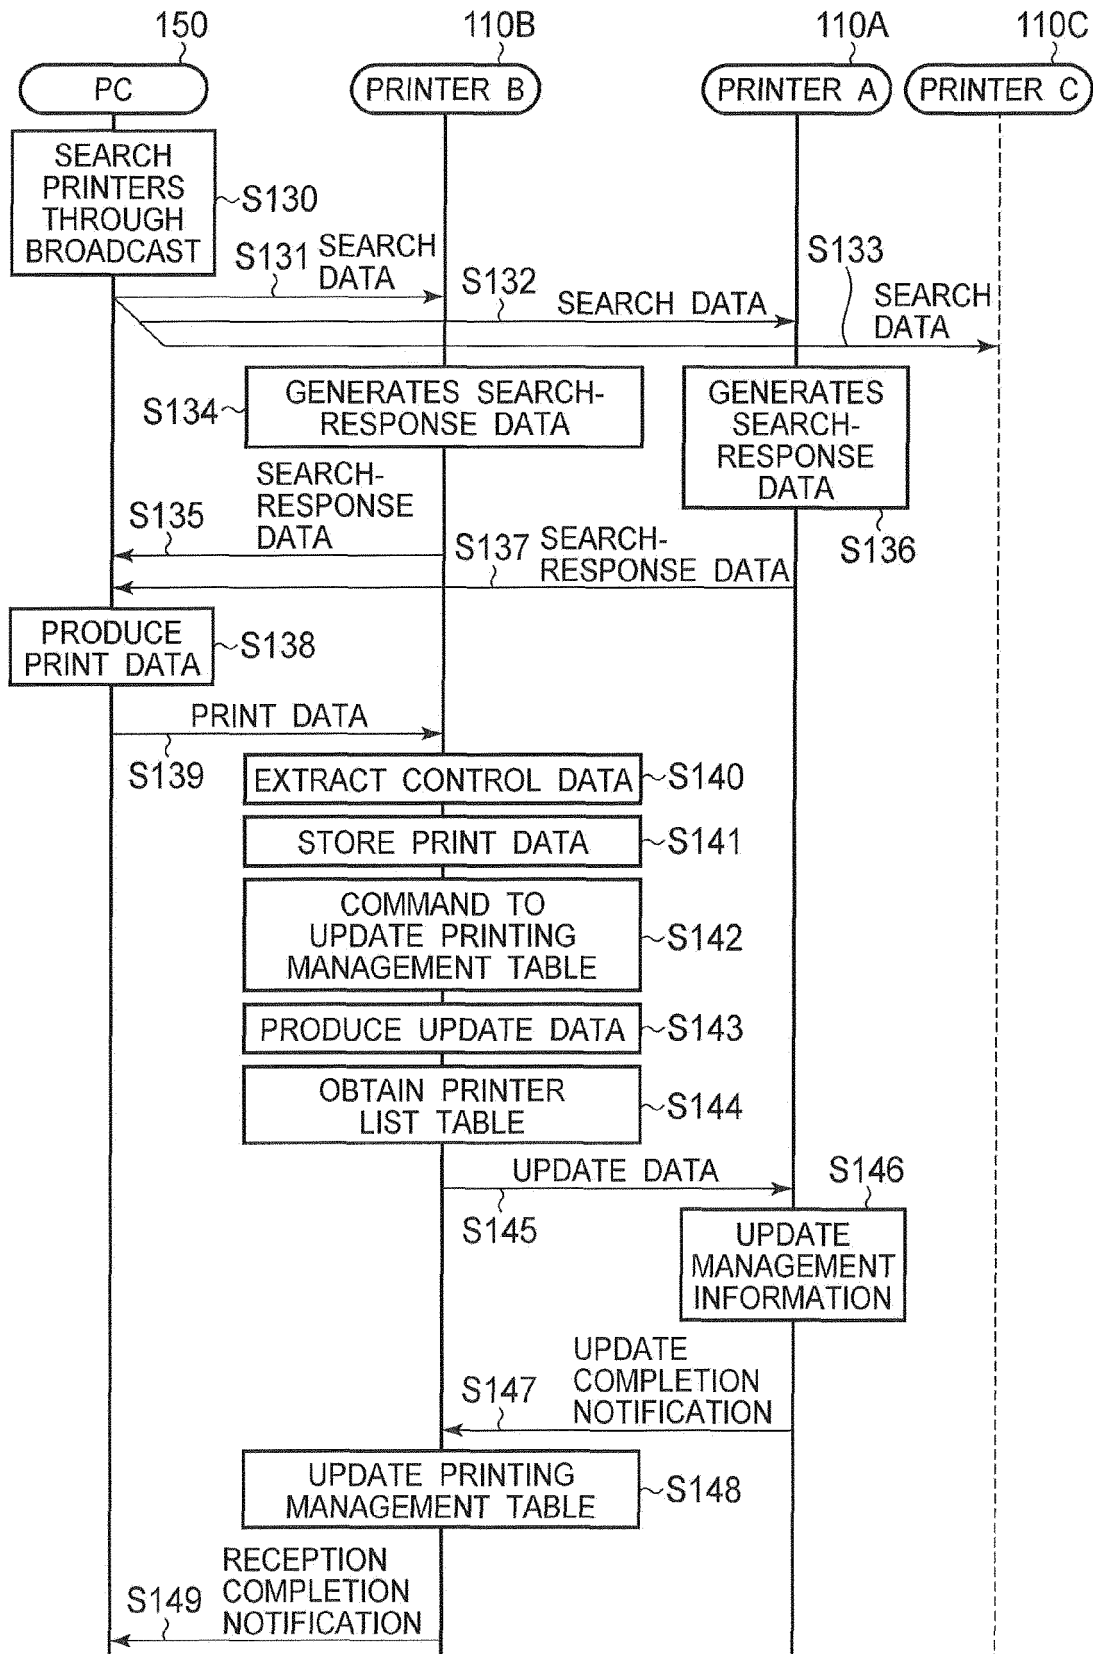 150
110B
110A
110C
PC
PRINTER B
PRINTER A
PRINTER C
SEARCH
PRINTERS
THROUGH
BROADCAST
S130
S131
SEARCH
DATA
S132
SEARCH DATA
S133
SEARCH
DATA
S134
GENERATES SEARCH-
RESPONSE DATA
GENERATES
SEARCH-
RESPONSE
DATA
S136
S135
SEARCH-
RESPONSE
DATA
S137
SEARCH-
RESPONSE DATA
PRODUCE
PRINT DATA
S138
PRINT DATA
S139
EXTRACT CONTROL DATA
S140
STORE PRINT DATA
S141
COMMAND TO
UPDATE PRINTING
MANAGEMENT TABLE
S142
PRODUCE UPDATE DATA
S143
OBTAIN PRINTER
LIST TABLE
S144
UPDATE DATA
S145
S146
UPDATE
MANAGEMENT
INFORMATION
S147
UPDATE
COMPLETION
NOTIFICATION
UPDATE PRINTING
MANAGEMENT TABLE
S148
S149
RECEPTION
COMPLETION
NOTIFICATION